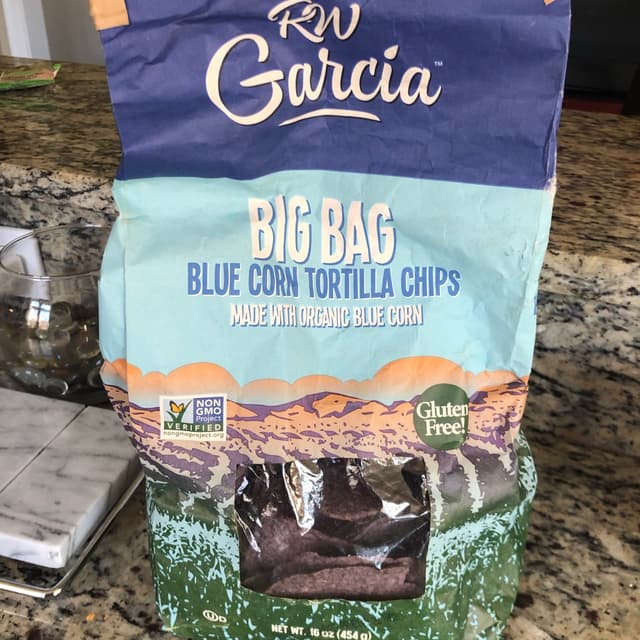 RW
Garcia™
BIG BAG
BLUE CORN TORTILLA CHIPS
MADE WITH ORGANIC BLUE CORN
NON
GMO
Project
VERIFIED
nongmoproject.org
Gluten
Free!
NET WT. 16 OZ (454 g)